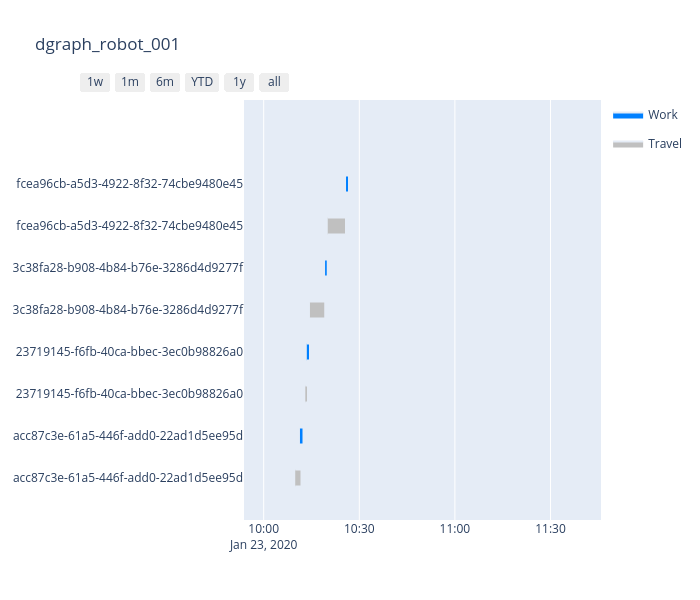 dgraph_robot_001
1w 1m 6m YTD 1y all
Work
Travel
fcea96cb-a5d3-4922-8f32-74cbe9480e45
fcea96cb-a5d3-4922-8f32-74cbe9480e45
3c38fa28-b908-4b84-b76e-3286d4d9277f
3c38fa28-b908-4b84-b76e-3286d4d9277f
23719145-f6fb-40ca-bbec-3ec0b98826a0
23719145-f6fb-40ca-bbec-3ec0b98826a0
acc87c3e-61a5-446f-add0-22ad1d5ee95d
acc87c3e-61a5-446f-add0-22ad1d5ee95d
10:00 10:30 11:00 11:30
Jan 23, 2020